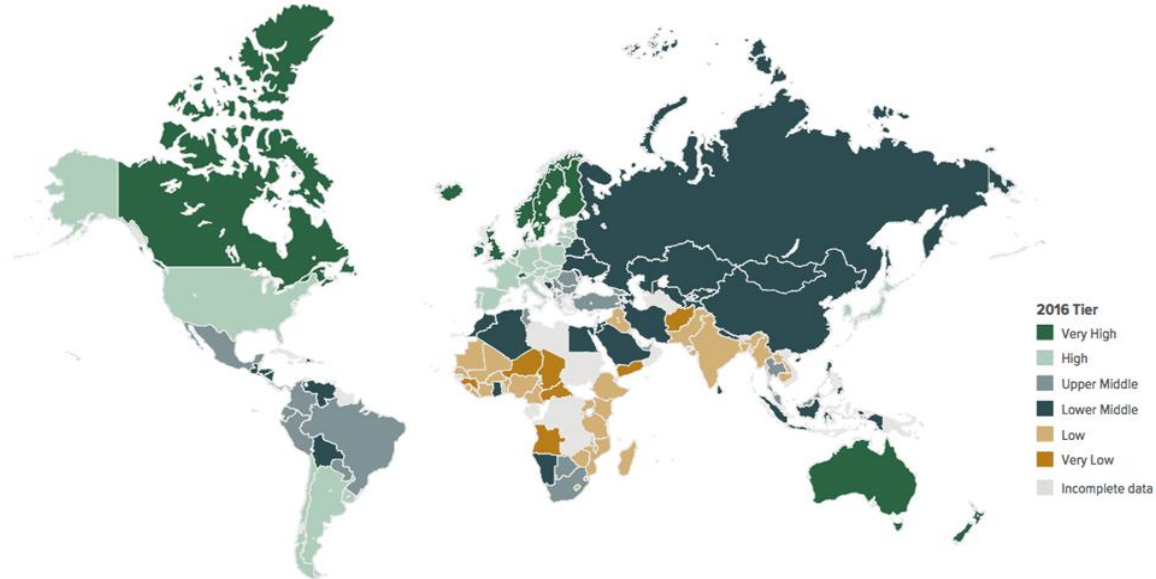 2016 Tier
Very High
High
Upper Middle
Lower Middle
Low
Very Low
Incomplete data